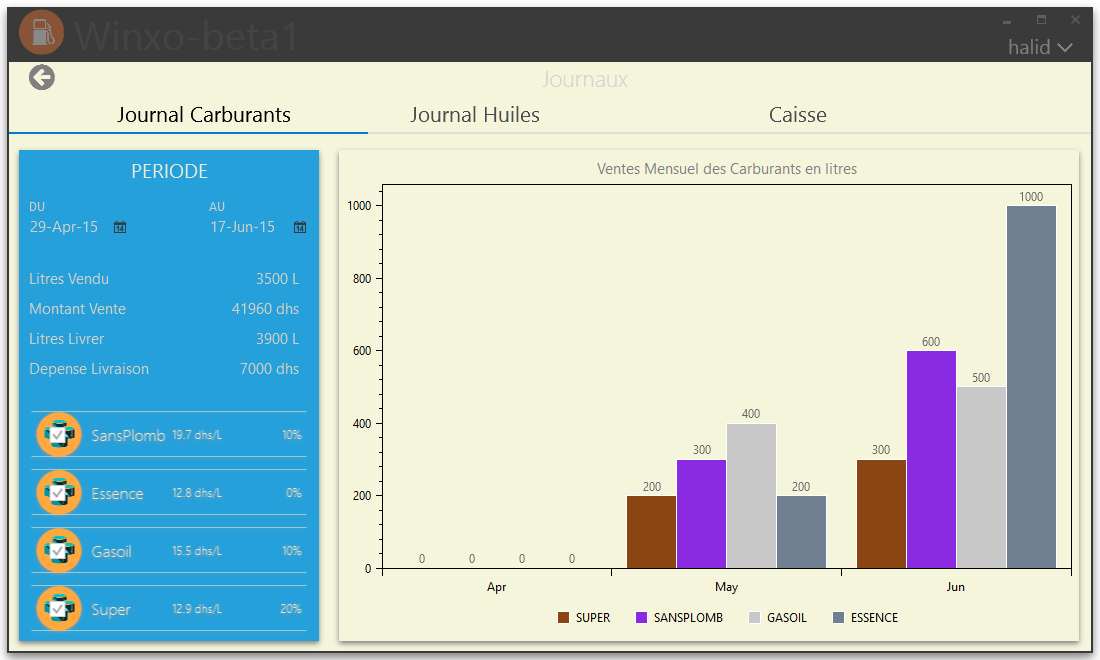 Winxo-beta1
halid
Journaux
Journal Carburants Journal Huiles Caisse
PERIODE
DU AU
29-Apr-15 14 17-Jun-15 14
Litres Vendu 3500 L
Montant Vente 41960 dhs
Litres Livrer 3900 L
Depense Livraison 7000 dhs
SansPlomb 19.7 dhs/L 10%
Essence 12.8 dhs/L 0%
Gasoil 15.5 dhs/L 10%
Super 12.9 dhs/L 20%
Ventes Mensuel des Carburants en litres
1000
800
600
400
200
0
0 0 0 0
200 300 400 200
300 600 500 1000
Apr May Jun
SUPER SANSPLOMB GASOIL ESSENCE